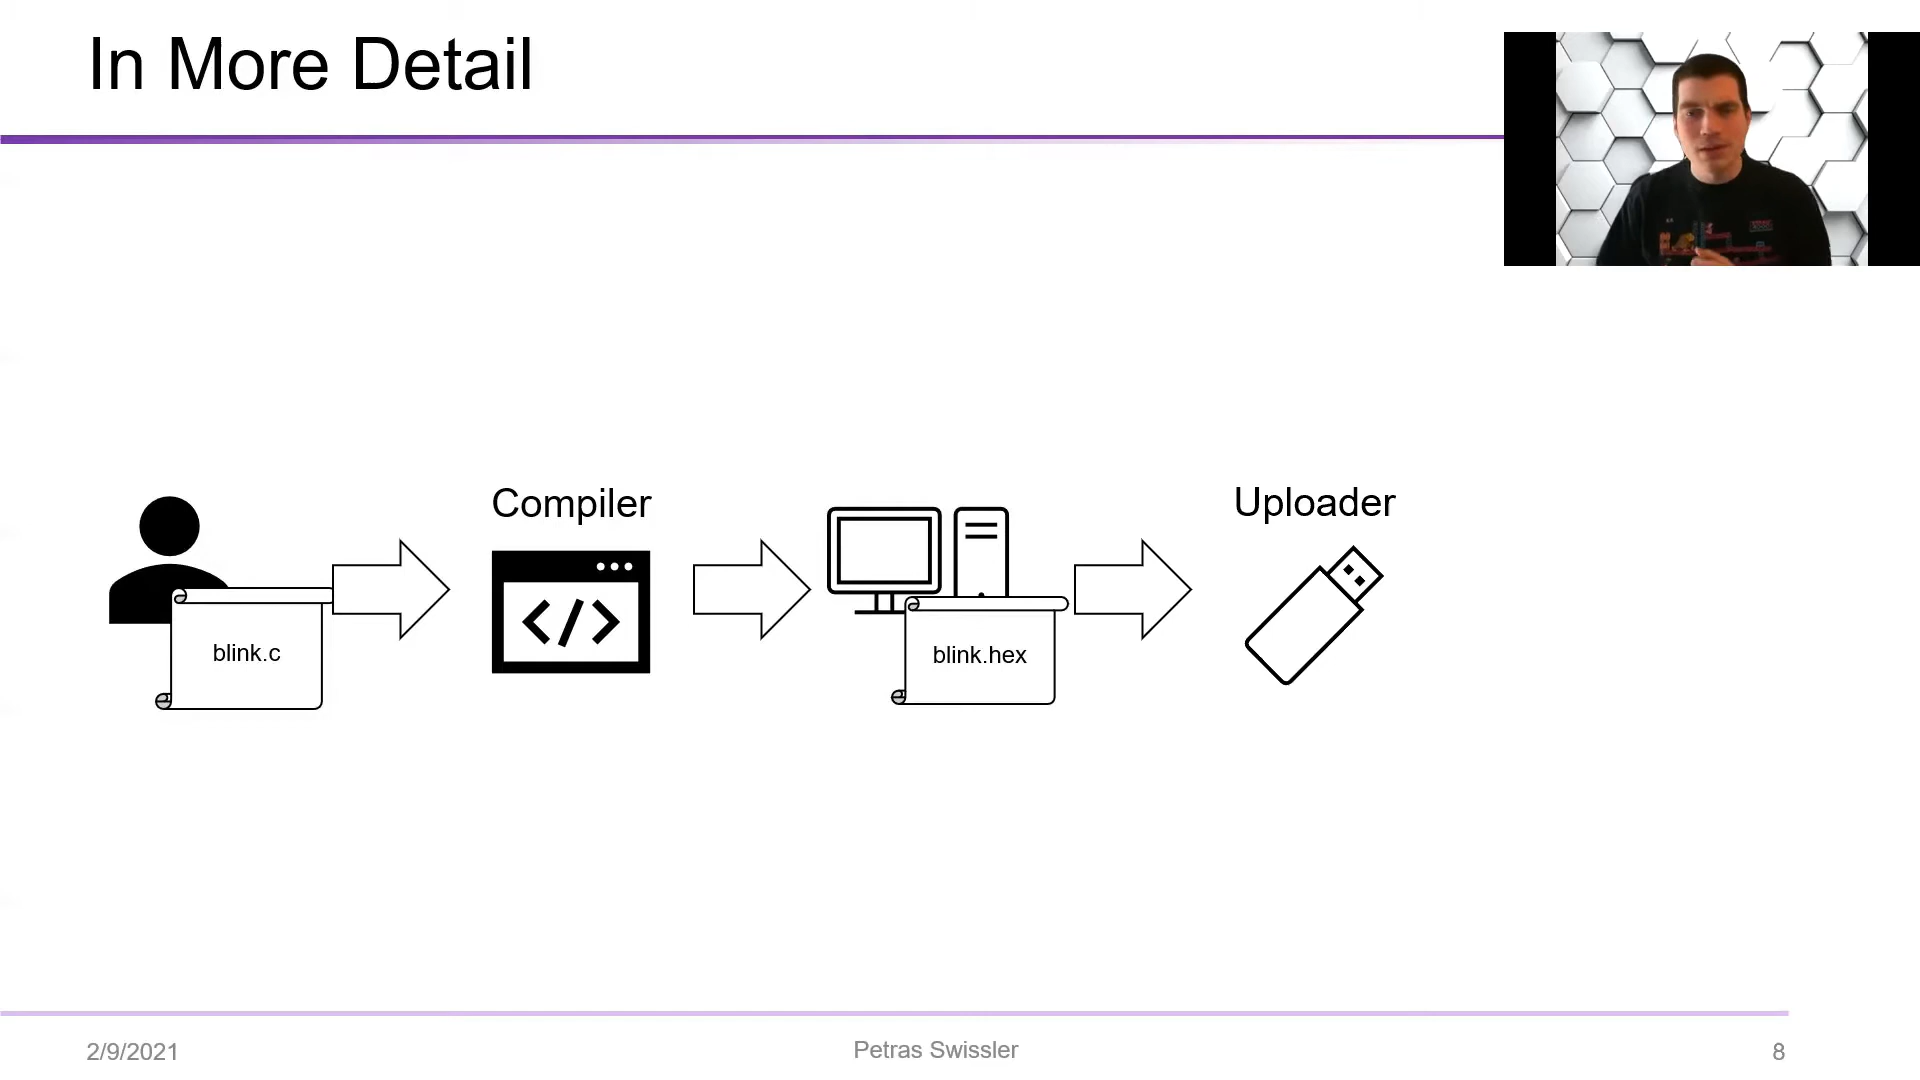 In More Detail
Compiler
Uploader
blink.c
blink.hex
2/9/2021
Petras Swissler
8